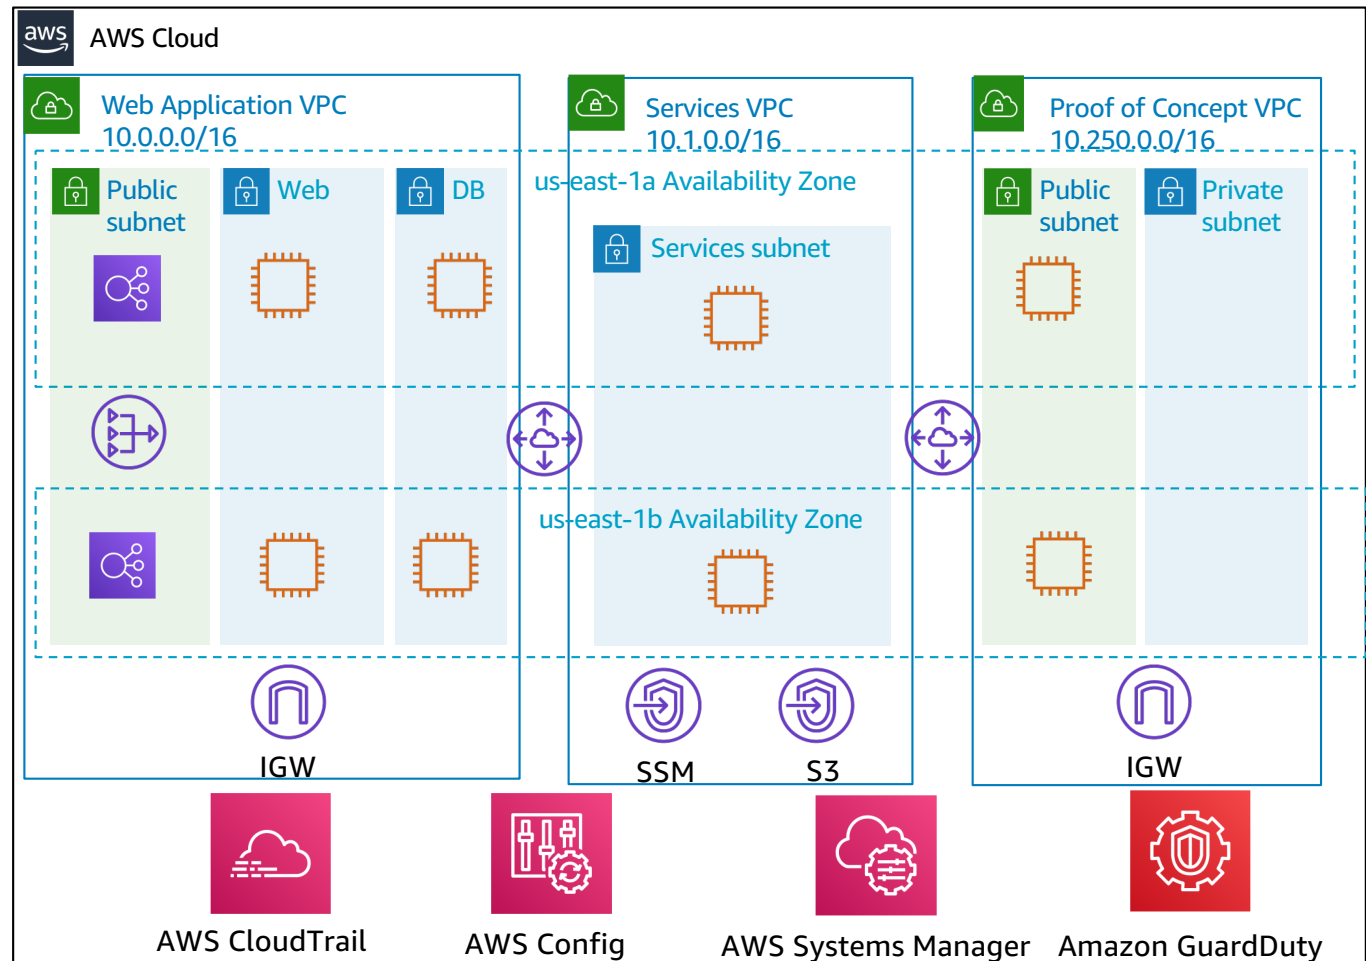 aws
AWS Cloud
Web Application VPC
10.0.0.0/16
Services VPC
10.1.0.0/16
Proof of Concept VPC
10.250.0.0/16
us-east-1a Availability Zone
Public
subnet
Web
DB
Services subnet
Public
subnet
Private
subnet
us-east-1b Availability Zone
IGW
SSM
S3
IGW
AWS CloudTrail
AWS Config
AWS Systems Manager
Amazon GuardDuty